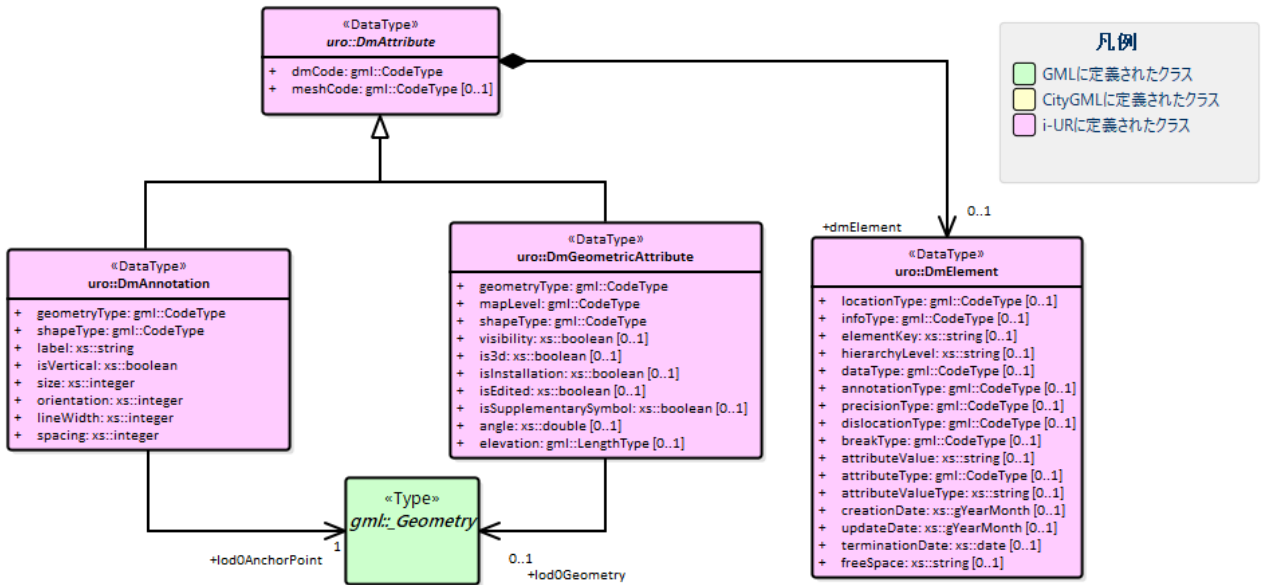 «DataType»
uro::DmAttribute
+ dmCode: gml::CodeType
+ meshCode: gml::CodeType [0..1]
凡例
GMLに定義されたクラス
CityGMLに定義されたクラス
i-URに定義されたクラス
+dmElement
0..1
«DataType»
uro::DmAnnotation
+ geometryType: gml::CodeType
+ shapeType: gml::CodeType
+ label: xs::string
+ isVertical: xs::boolean
+ size: xs::integer
+ orientation: xs::integer
+ lineWidth: xs::integer
+ spacing: xs::integer
«DataType»
uro::DmGeometricAttribute
+ geometryType: gml::CodeType
+ mapLevel: gml::CodeType
+ shapeType: gml::CodeType
+ visibility: xs::boolean [0..1]
+ is3d: xs::boolean [0..1]
+ isInstallation: xs::boolean [0..1]
+ isEdited: xs::boolean [0..1]
+ isSupplementarySymbol: xs::boolean [0..1]
+ angle: xs::double [0..1]
+ elevation: gml::LengthType [0..1]
«DataType»
uro::DmElement
+ locationType: gml::CodeType [0..1]
+ infoType: gml::CodeType [0..1]
+ elementKey: xs::string [0..1]
+ hierarchyLevel: xs::string [0..1]
+ dataType: gml::CodeType [0..1]
+ annotationType: gml::CodeType [0..1]
+ precisionType: gml::CodeType [0..1]
+ dislocationType: gml::CodeType [0..1]
+ breakType: gml::CodeType [0..1]
+ attributeValue: xs::string [0..1]
+ attributeType: gml::CodeType [0..1]
+ attributeValueType: xs::string [0..1]
+ creationDate: xs::gYearMonth [0..1]
+ updateDate: xs::gYearMonth [0..1]
+ terminationDate: xs::date [0..1]
+ freeSpace: xs::string [0..1]
«Type»
gml::_Geometry
1
+lod0AnchorPoint
0..1
+lod0Geometry